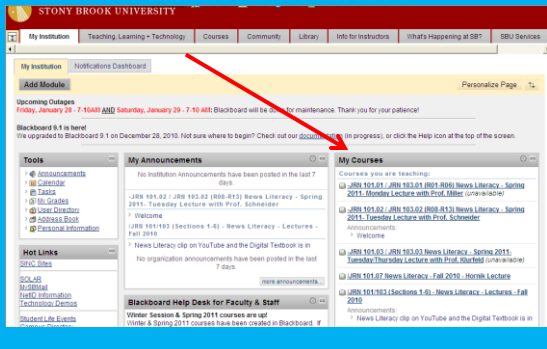 STONY BROOK UNIVERSITY
My Institution Teaching, Learning + Technology Courses Community Library Info for Instructors What's Happening at SB? SBU Services
My Institution Notifications Dashboard
Add Module Personalize Page
Upcoming Outages
Friday, January 28 - 7-10AM AND Saturday, January 29 - 7-10 AM: Blackboard will be down for maintenance. Thank you for your patience!
Blackboard 9.1 is here!
We upgraded to Blackboard 9.1 on December 28, 2010. Not sure where to begin? Check out our documentation (in progress), or click the Help icon at the top of the screen.
Tools
Announcements
Calendar
Tasks
My Grades
User Directory
Address Book
Personal Information
Hot Links
SINC Sites
SOLAR
MySBMail
NetID Information
Technology Demos
Student Life Events
Campus Directory
My Announcements
No Institution Announcements have been posted in the last 7
days.
-JRN 101.02 / JRN 103.02 (R08-R13) News Literacy - Spring
2011- Tuesday Lecture with Prof. Schneider
> Welcome
/JRN 101/103 (Sections 1-6) - News Literacy - Lectures -
Fall 2010
> News Literacy clip on YouTube and the Digital Textbook is in
No organization announcements have been posted in the last
7 days.
more announcements...
Blackboard Help Desk for Faculty & Staff
Winter Session & Spring 2011 courses are up!
Winter & Spring 2011 courses have been created in Blackboard. If
My Courses
Courses you are teaching:
-JRN 101.01 / JRN 103.01 (R01-R06) News Literacy - Spring
2011- Monday Lecture with Prof. Miller (unavailable)
-JRN 101.02 / JRN 103.02 (R08-R13) News Literacy - Spring
2011- Tuesday Lecture with Prof. Schneider
Announcements:
> Welcome
-JRN 101.03 / JRN 103.03 News Literacy - Spring 2011-
Tuesday/Thursday Lecture with Prof. Klurfeld (unavailable)
/JRN 101.07 News Literacy - Fall 2010 - Hornik Lecture
/JRN 101/103 (Sections 1-6) - News Literacy - Lectures - Fall
2010
Announcements:
> News Literacy clip on YouTube and the Digital Textbook is in